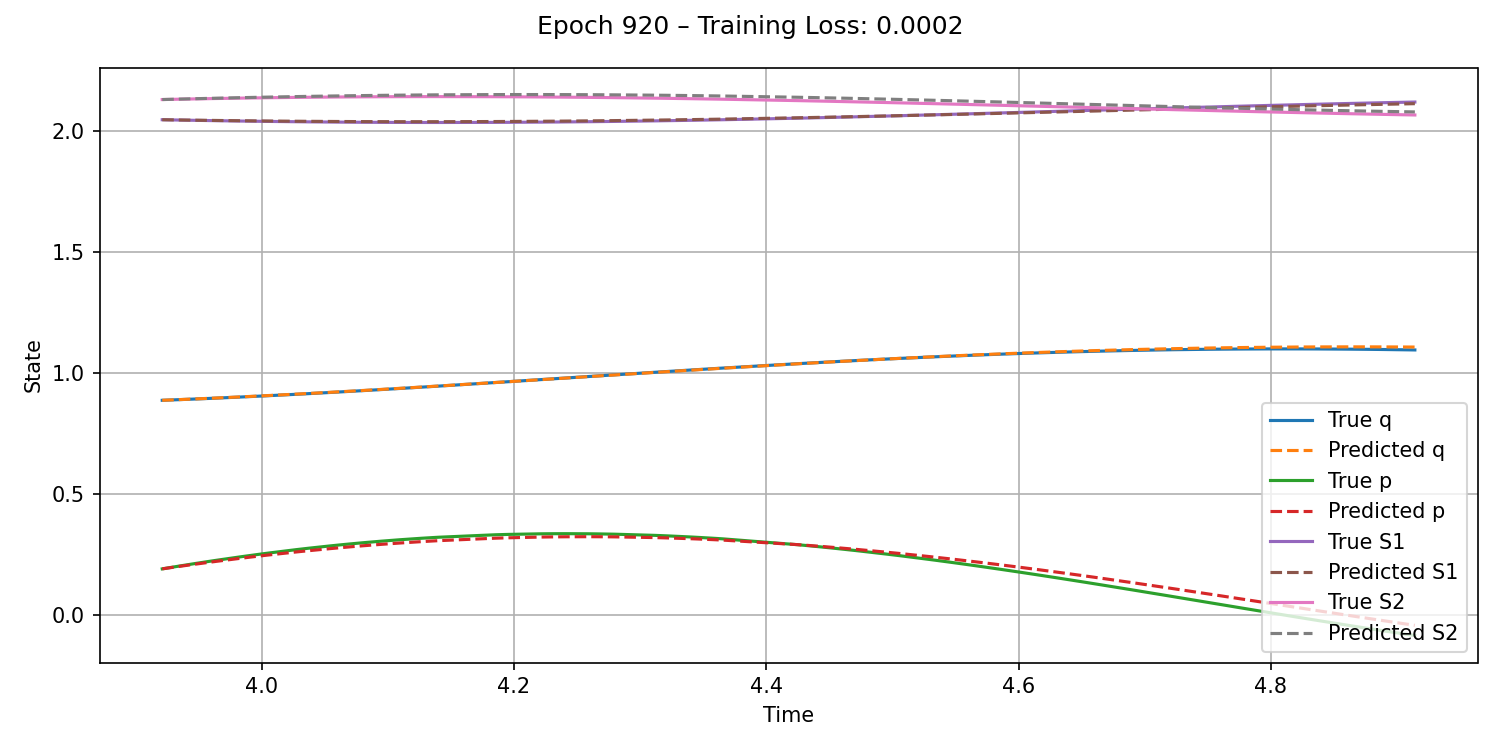 Epoch 920 – Training Loss: 0.0002
State
2.0
1.5
1.0
0.5
0.0
True q
Predicted q
True p
Predicted p
True S1
Predicted S1
True S2
Predicted S2
4.0 4.2 4.4 4.6 4.8
Time